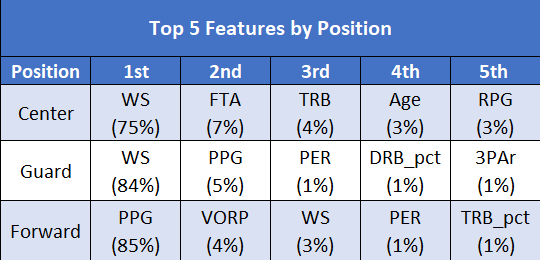 Top 5 Features by Position
Position 1st 2nd 3rd 4th 5th
Center WS (75%) FTA (7%) TRB (4%) Age (3%) RPG (3%)
Guard WS (84%) PPG (5%) PER (1%) DRB_pct (1%) 3PAr (1%)
Forward PPG (85%) VORP (4%) WS (3%) PER (1%) TRB_pct (1%)